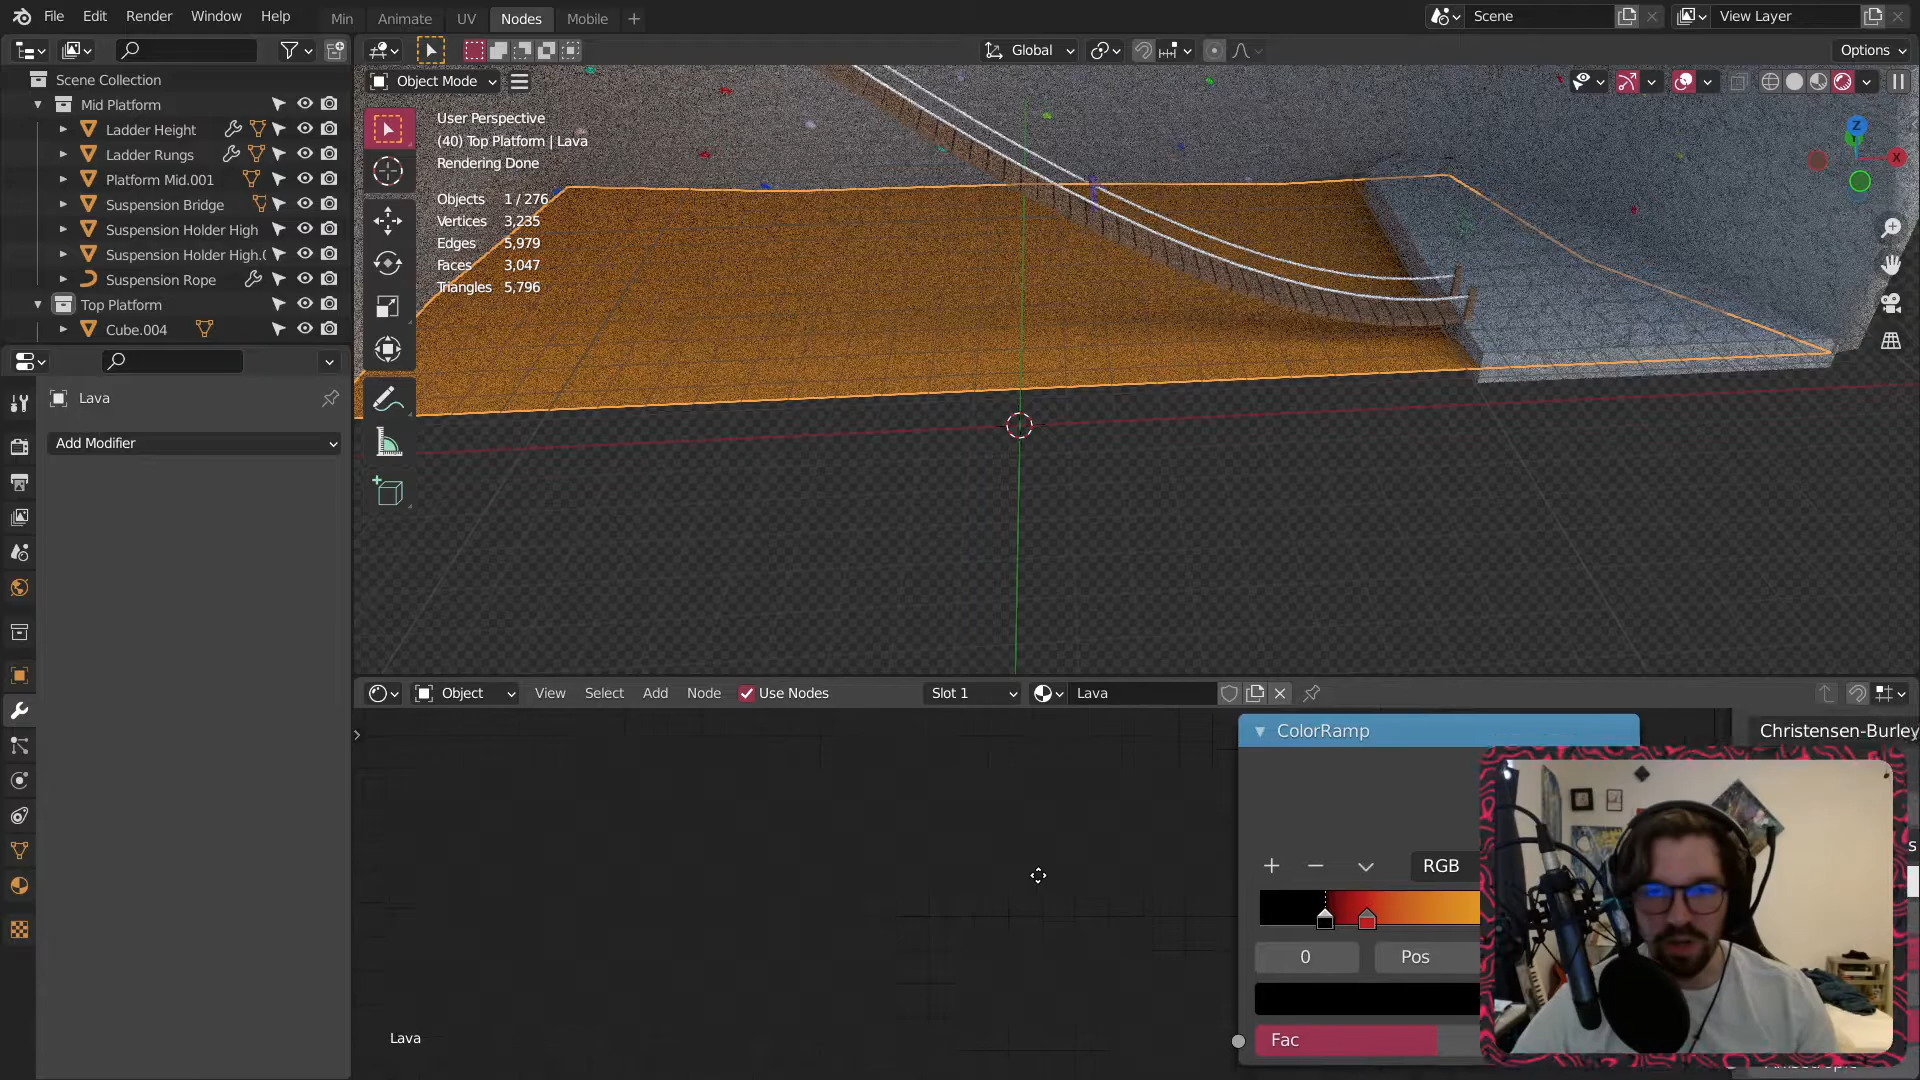 File Edit Render Window Help Min Animate UV Nodes Mobile
Scene View Layer
Global Options
Object Mode
Scene Collection
Mid Platform
Ladder Height
Ladder Rungs
Platform Mid.001
Suspension Bridge
Suspension Holder High
Suspension Holder High.
Suspension Rope
Top Platform
Cube.004
User Perspective
(40) Top Platform | Lava
Rendering Done
Objects 1 / 276
Vertices 3,235
Edges 5,979
Faces 3,047
Triangles 5,796
Z
X
Lava
Add Modifier
Object View Select Add Node Use Nodes Slot 1 Lava
ColorRamp
Christensen-Burley
RGB
0 Pos
Fac
Lava